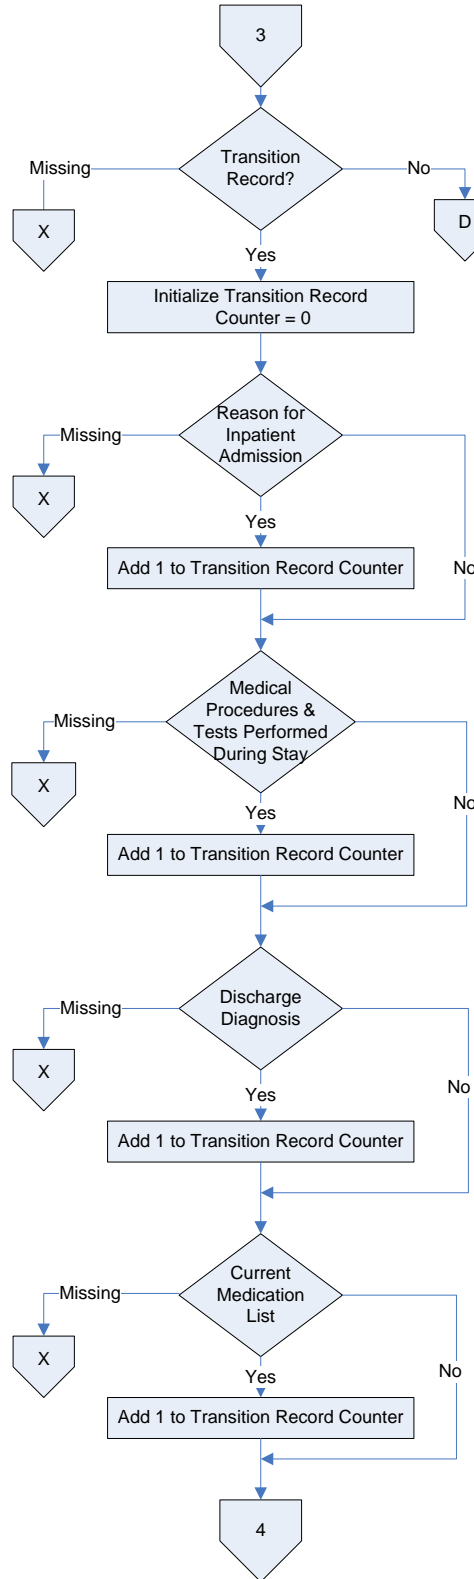 3
Transition
Record?
Missing
No
X
D
Yes
Initialize Transition Record
Counter = 0
Reason for
Inpatient
Admission
Missing
X
Yes
Add 1 to Transition Record Counter
No
Medical
Procedures &
Tests Performed
During Stay
Missing
X
No
Yes
Add 1 to Transition Record Counter
Discharge
Diagnosis
Missing
X
No
Yes
Add 1 to Transition Record Counter
Current
Medication
List
Missing
X
No
Yes
Add 1 to Transition Record Counter
4